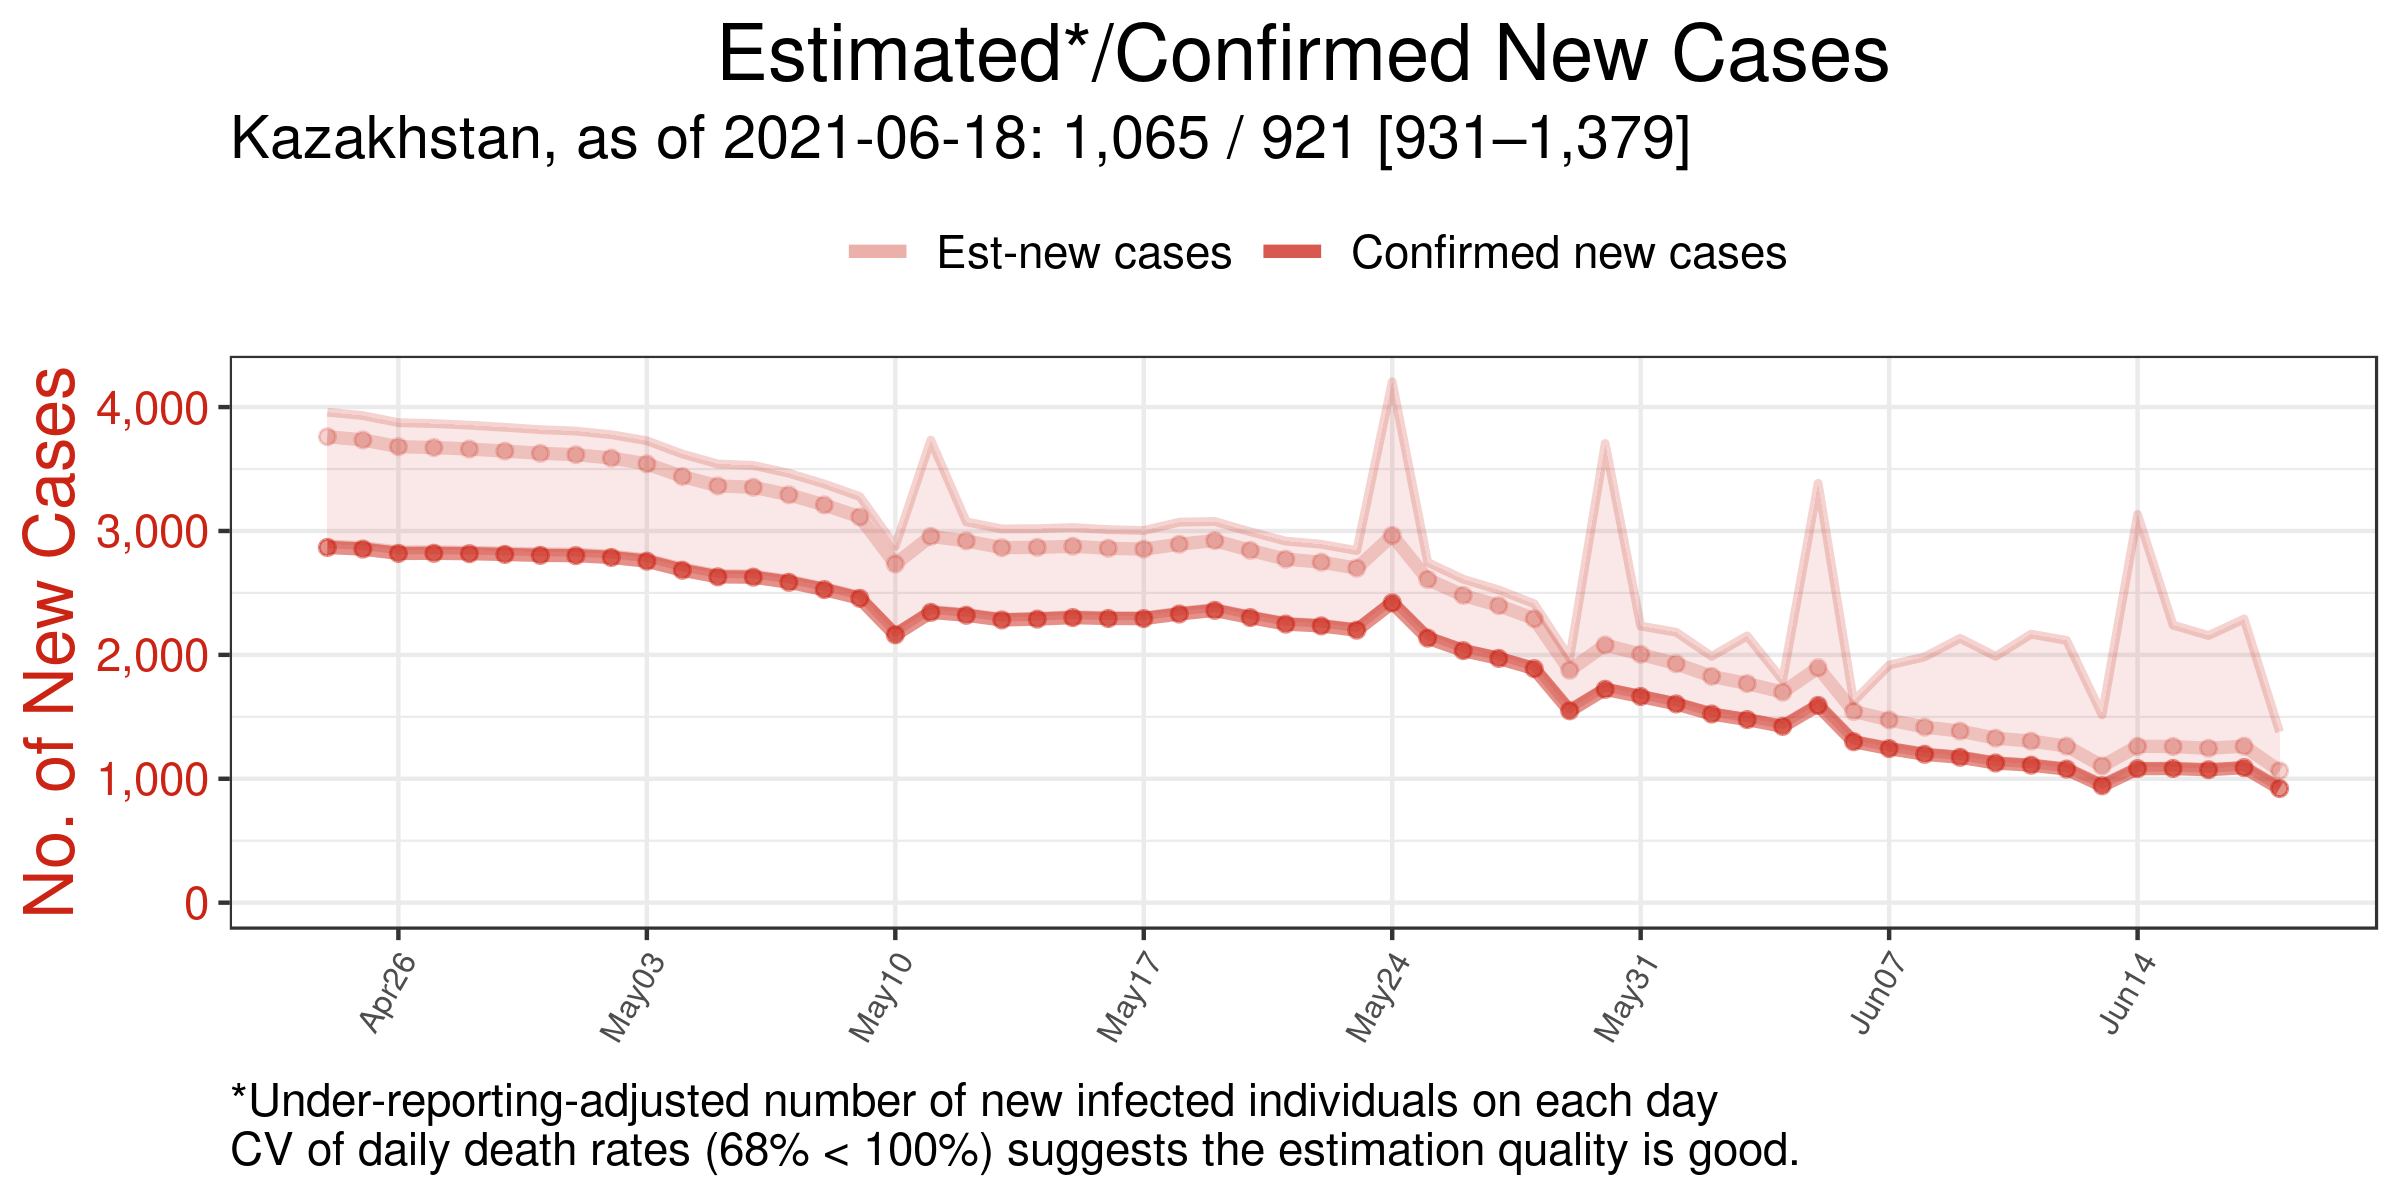 Estimated*/Confirmed New Cases
Kazakhstan, as of 2021-06-18: 1,065 / 921 [931–1,379]
Est-new cases
Confirmed new cases
No. of New Cases
4,000
3,000
2,000
1,000
0
Apr26
May03
May10
May17
May24
May31
Jun07
Jun14
*Under-reporting-adjusted number of new infected individuals on each day
CV of daily death rates (68% < 100%) suggests the estimation quality is good.